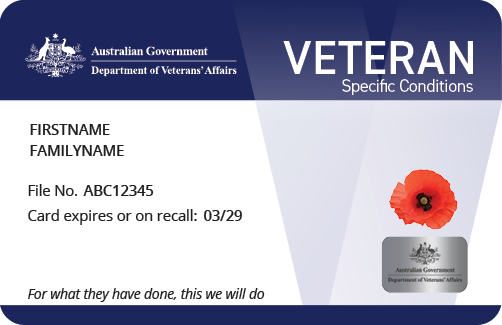 Australian Government
Department of Veterans' Affairs
VETERAN
Specific Conditions
FIRSTNAME
FAMILYNAME
File No. ABC12345
Card expires or on recall: 03/29
Australian Government
Department of Veterans' Affairs
For what they have done, this we will do